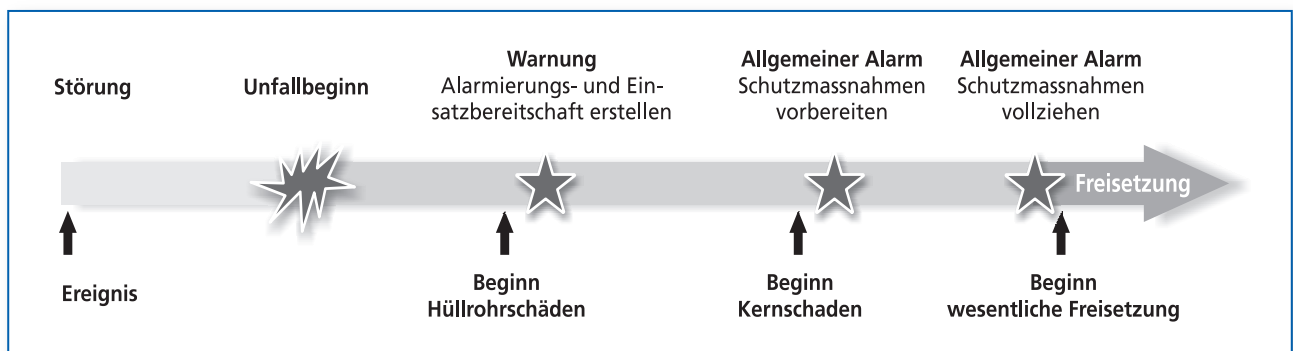 Störung
Unfallbeginn
Warnung
Alarmierungs- und Ein-
satzbereitschaft erstellen
Allgemeiner Alarm
Schutzmassnahmen
vorbereiten
Allgemeiner Alarm
Schutzmassnahmen
vollziehen
Freisetzung
Ereignis
Beginn
Hüllrohrschäden
Beginn
Kernschaden
Beginn
wesentliche Freisetzung